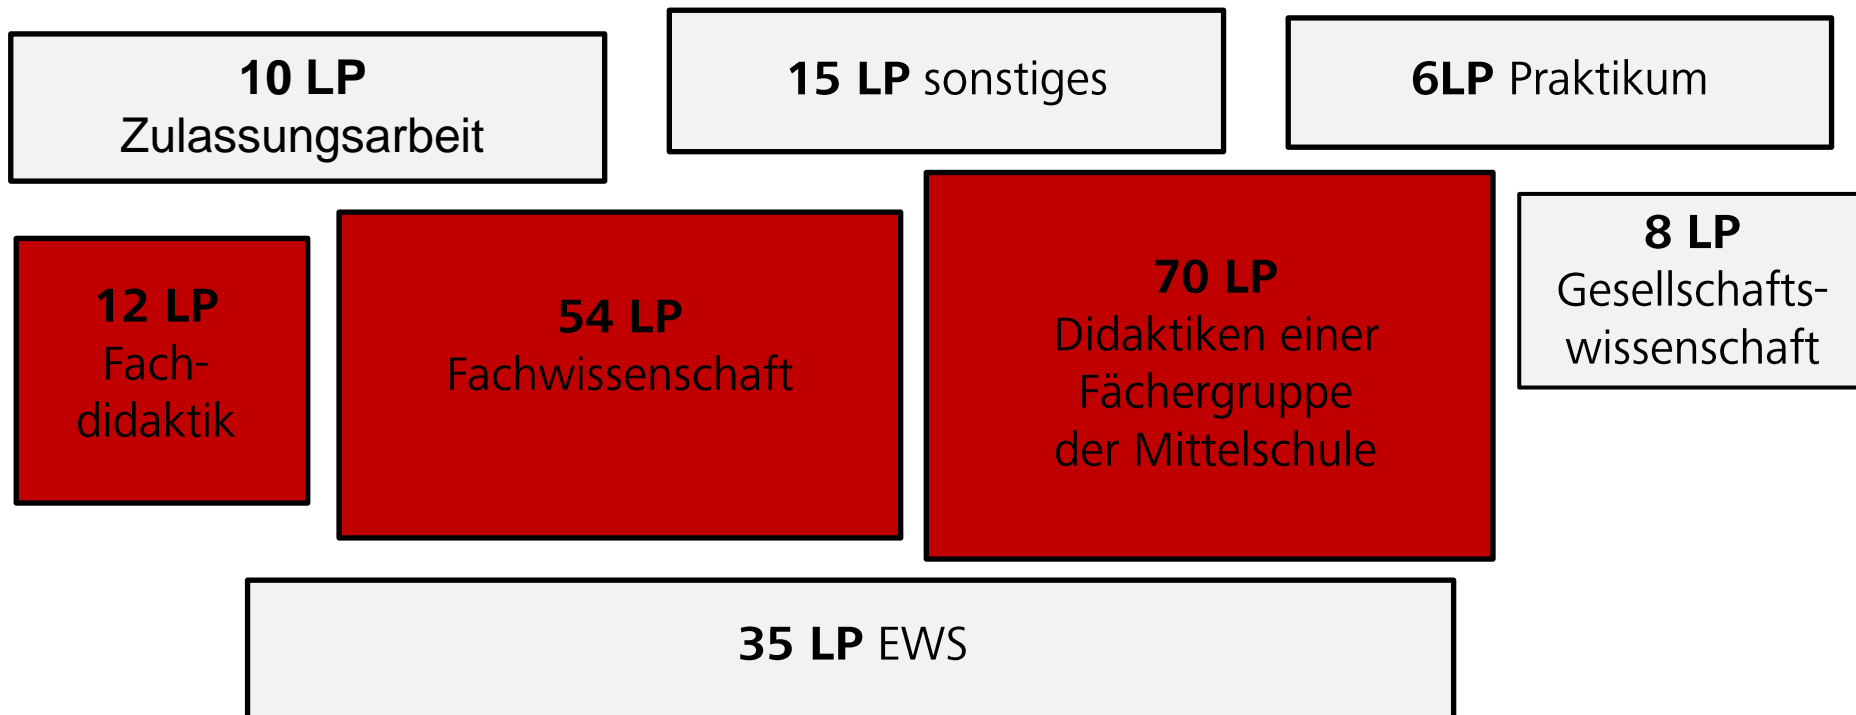 10 LP
Zulassungsarbeit
15 LP sonstiges
6LP Praktikum
12 LP
Fach-
didaktik
54 LP
Fachwissenschaft
70 LP
Didaktiken einer
Fächergruppe
der Mittelschule
8 LP
Gesellschafts-
wissenschaft
35 LP EWS